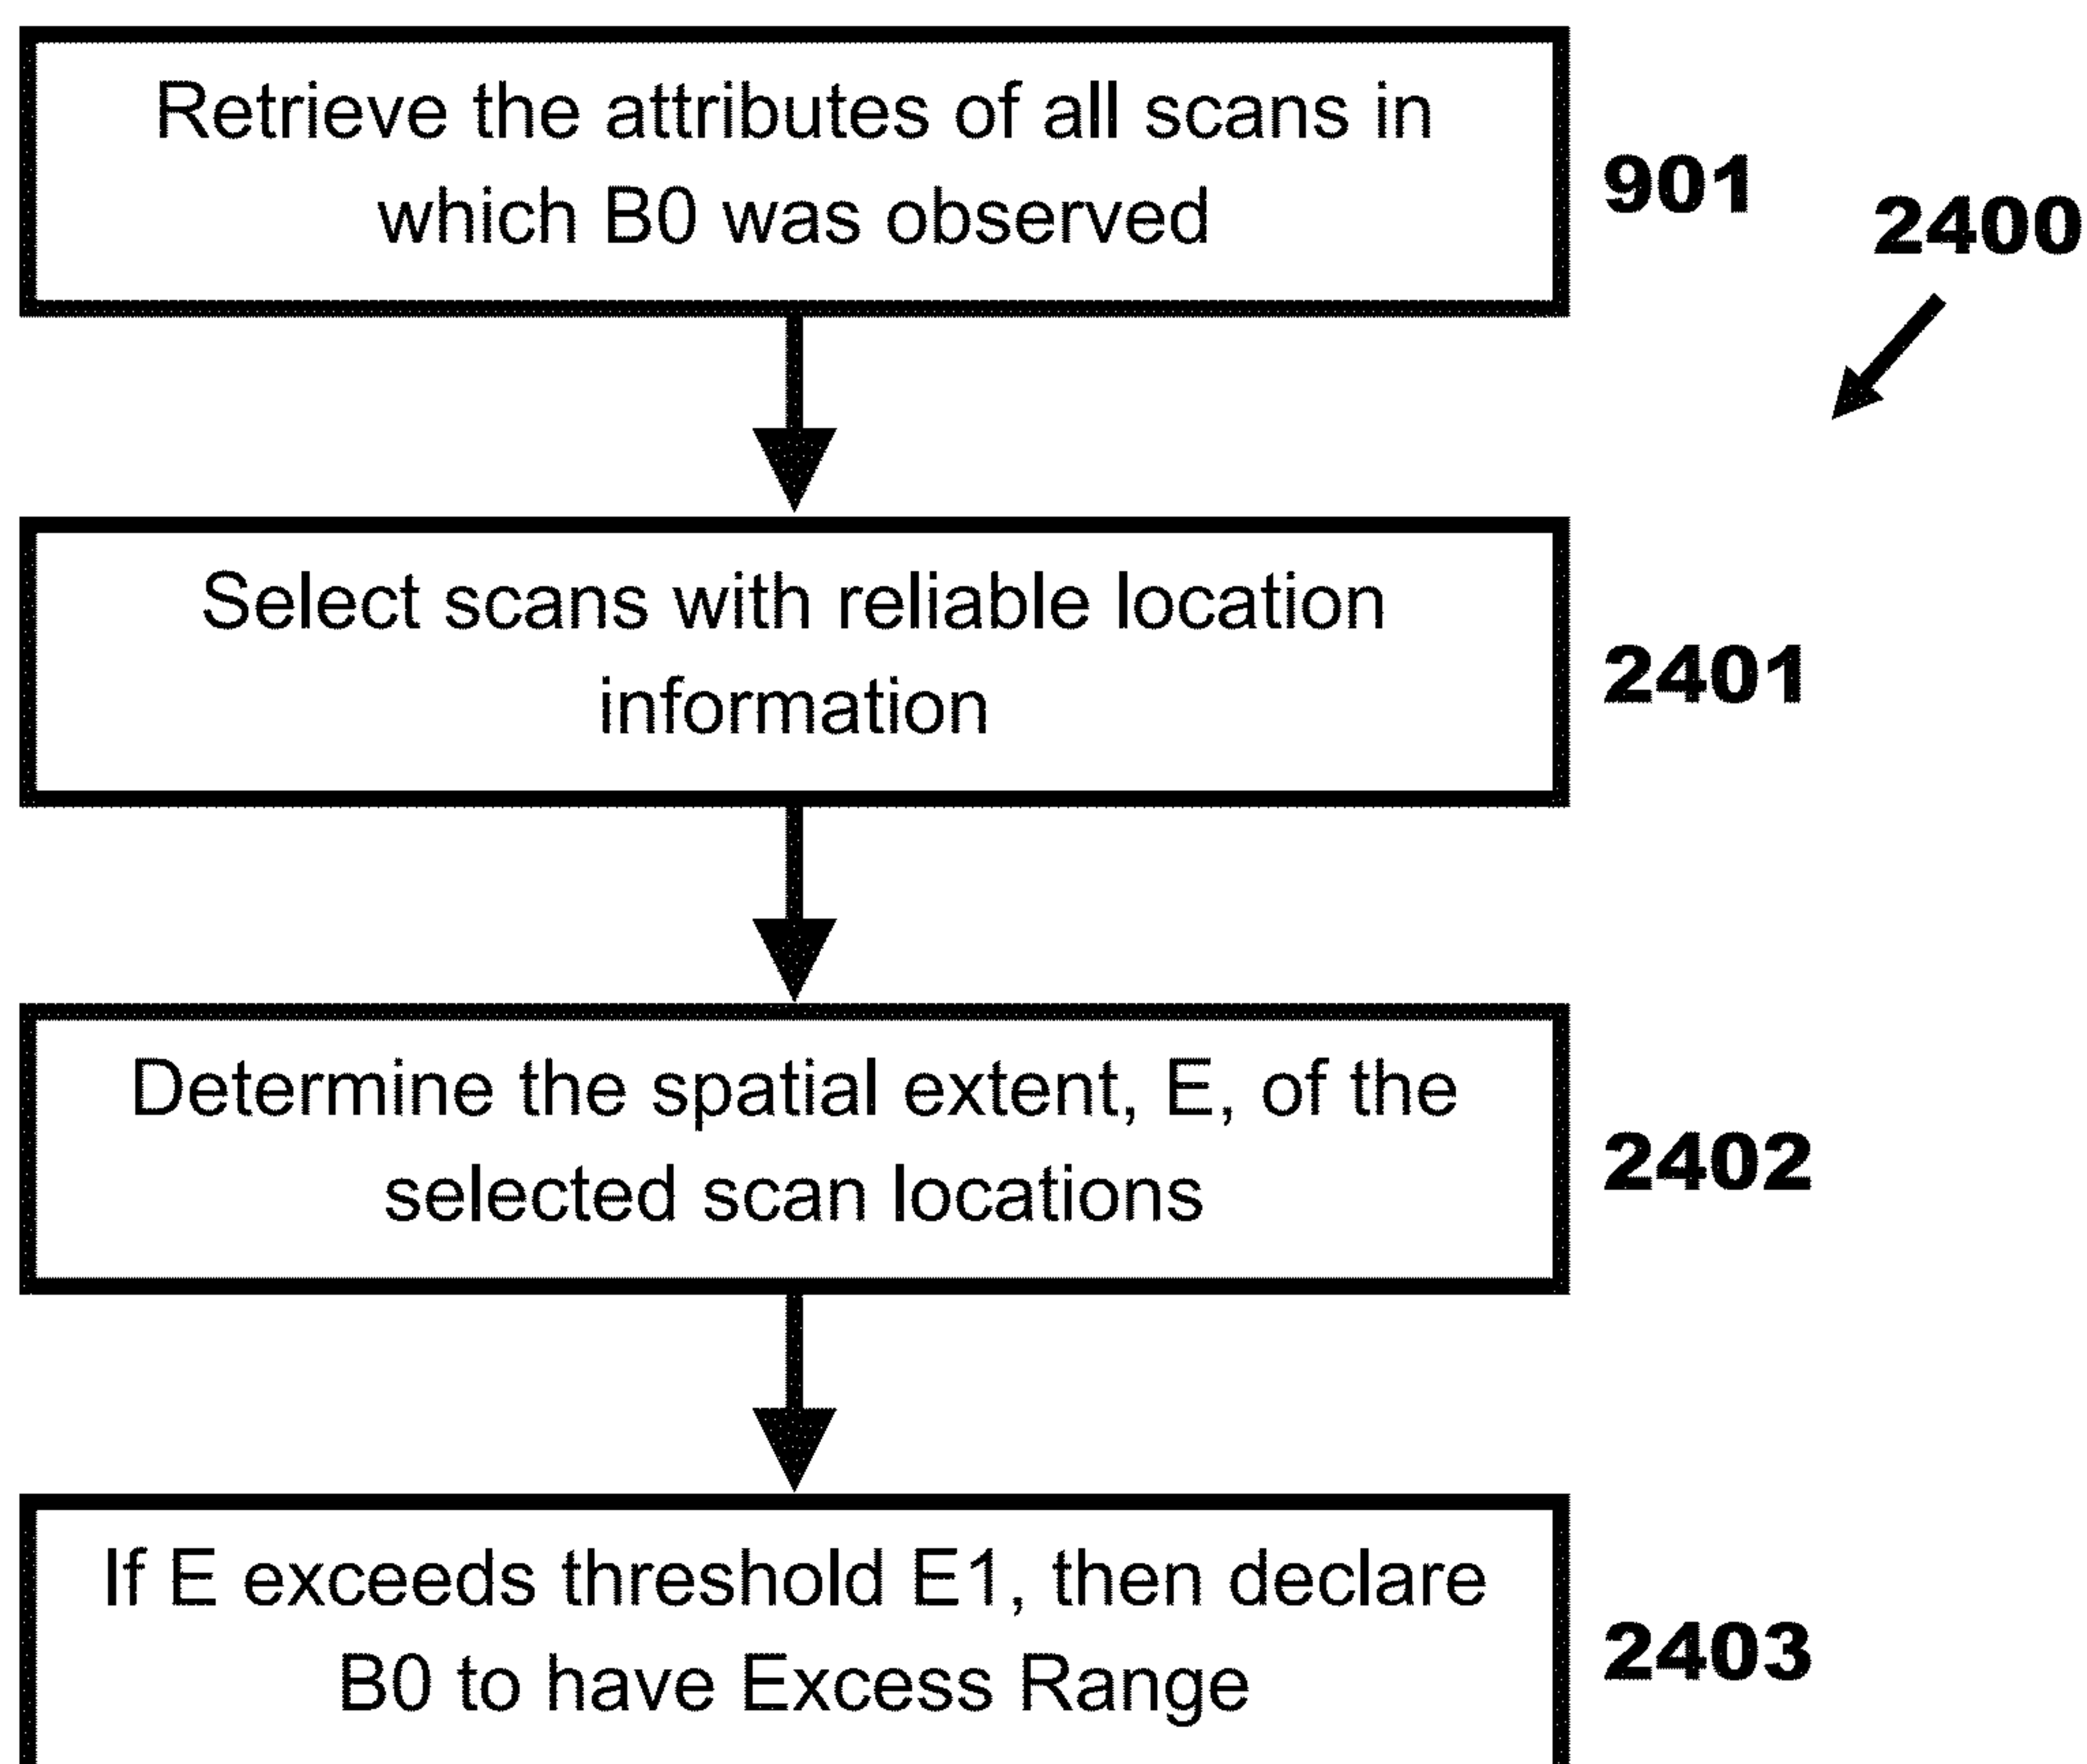 Retrieve the attributes of all scans in
which B0 was observed
901
2400
Select scans with reliable location
information
2401
Determine the spatial extent, E, of the
selected scan locations
2402
If E exceeds threshold E1, then declare
B0 to have Excess Range
2403